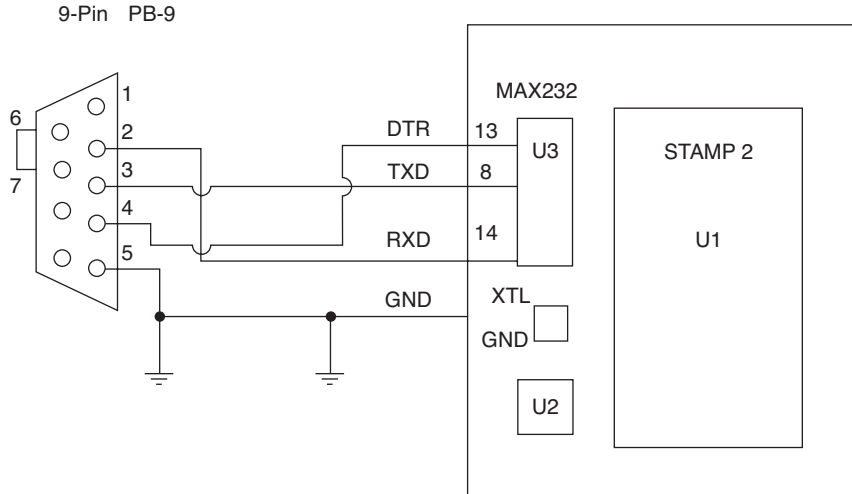 9-Pin PB-9
1
6
2
3
7
4
5
DTR
13
TXD
8
RXD
14
GND
MAX232
U3
XTL
GND
U2
STAMP 2
U1